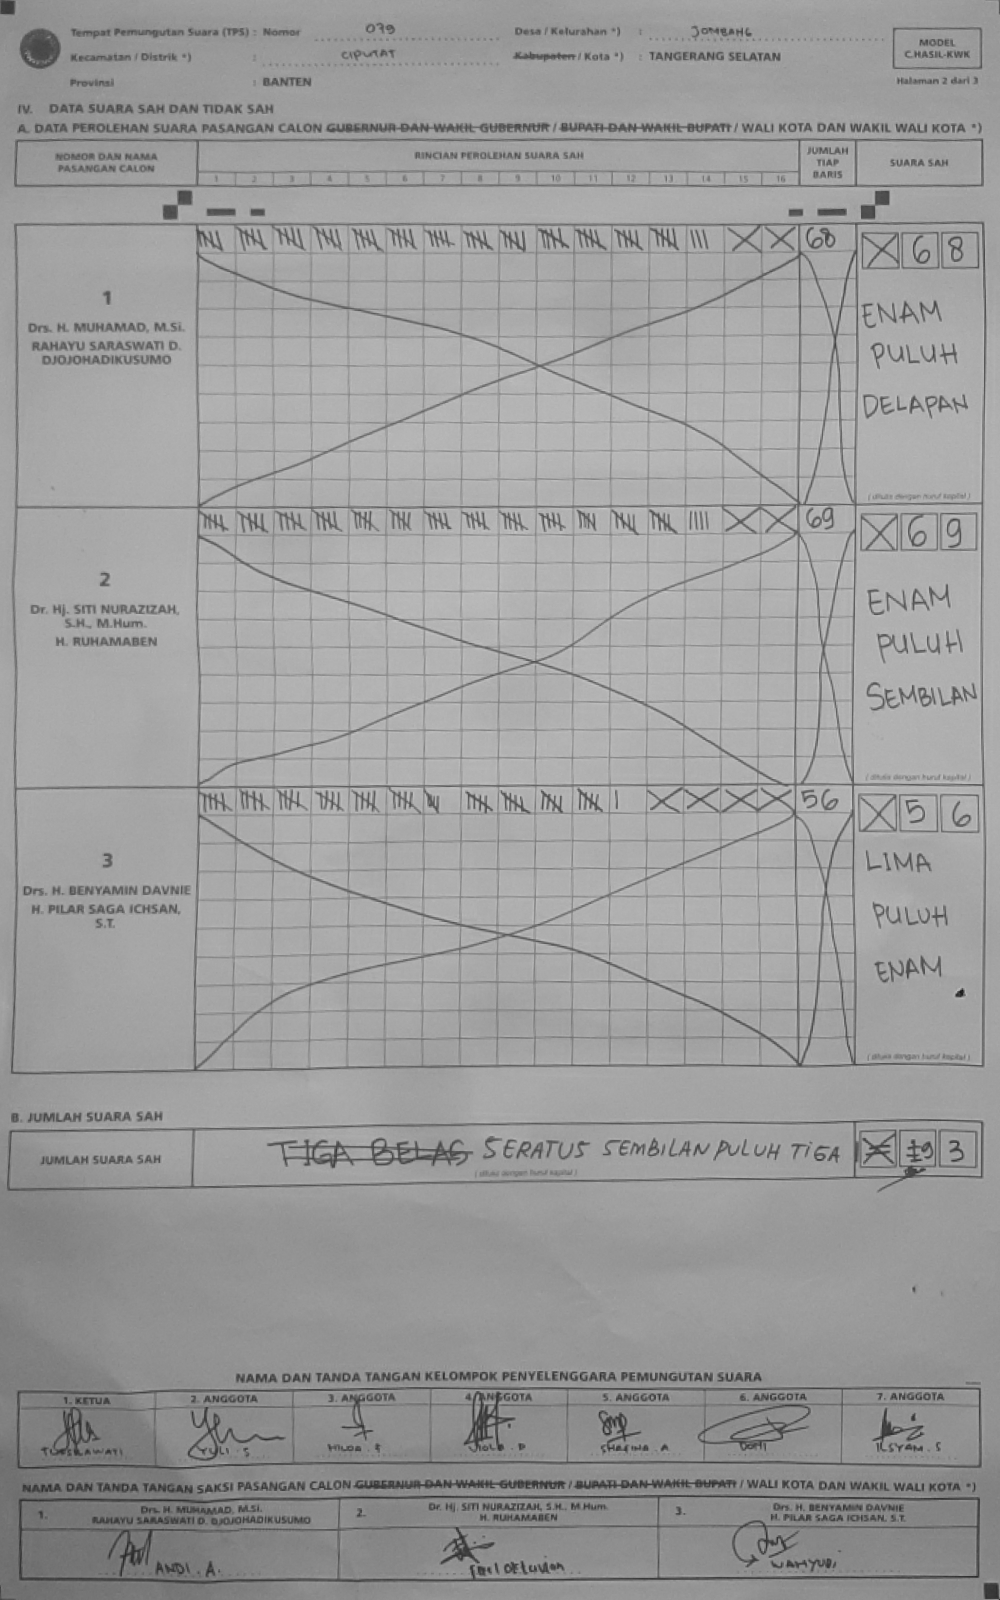 Tempat Pemungutan Suara (TPS) : Nomor 079 Desa / Kelurahan *) : JOMBANG
Kecamatan / Distrik *) : CIPUTAT Kabupaten / Kota *) : TANGERANG SELATAN
Provinsi : BANTEN
MODEL
C.HASIL-KWK
Halaman 2 dari 3
IV. DATA SUARA SAH DAN TIDAK SAH
A. DATA PEROLEHAN SUARA PASANGAN CALON GUBERNUR DAN WAKIL GUBERNUR / BUPATI DAN WAKIL BUPATI / WALI KOTA DAN WAKIL WALI KOTA *)
NOMOR DAN NAMA
PASANGAN CALON
RINCIAN PEROLEHAN SUARA SAH
1 2 3 4 5 6 7 8 9 10 11 12 13 14 15 16
JUMLAH
TIAP
BARIS
SUARA SAH
1
Drs. H. MUHAMAD, M.Si.
RAHAYU SARASWATI D.
DJOJOHADIKUSUMO
68
X 6 8
ENAM
PULUH
DELAPAN
( ditulis dengan huruf kapital )
2
Dr. Hj. SITI NURAZIZAH,
S.H., M.Hum.
H. RUHAMABEN
69
X 6 9
ENAM
PULUH
SEMBILAN
( ditulis dengan huruf kapital )
3
Drs. H. BENYAMIN DAVNIE
H. PILAR SAGA ICHSAN,
S.T.
56
X 5 6
LIMA
PULUH
ENAM
( ditulis dengan huruf kapital )
B. JUMLAH SUARA SAH
JUMLAH SUARA SAH
TIGA BELAS SERATUS SEMBILAN PULUH TIGA
( ditulis dengan huruf kapital )
1 9 3
NAMA DAN TANDA TANGAN KELOMPOK PENYELENGGARA PEMUNGUTAN SUARA
1. KETUA 2. ANGGOTA 3. ANGGOTA 4. ANGGOTA 5. ANGGOTA 6. ANGGOTA 7. ANGGOTA
YULI . S DONI ILSYAM . S
NAMA DAN TANDA TANGAN SAKSI PASANGAN CALON GUBERNUR DAN WAKIL GUBERNUR / BUPATI DAN WAKIL BUPATI / WALI KOTA DAN WAKIL WALI KOTA *)
1. Drs. H. MUHAMAD, M.Si.
RAHAYU SARASWATI D. DJOJOHADIKUSUMO
2. Dr. Hj. SITI NURAZIZAH, S.H., M.Hum.
H. RUHAMABEN
3. Drs. H. BENYAMIN DAVNIE
H. PILAR SAGA ICHSAN, S.T.
ANDI . A. WAHYUDI